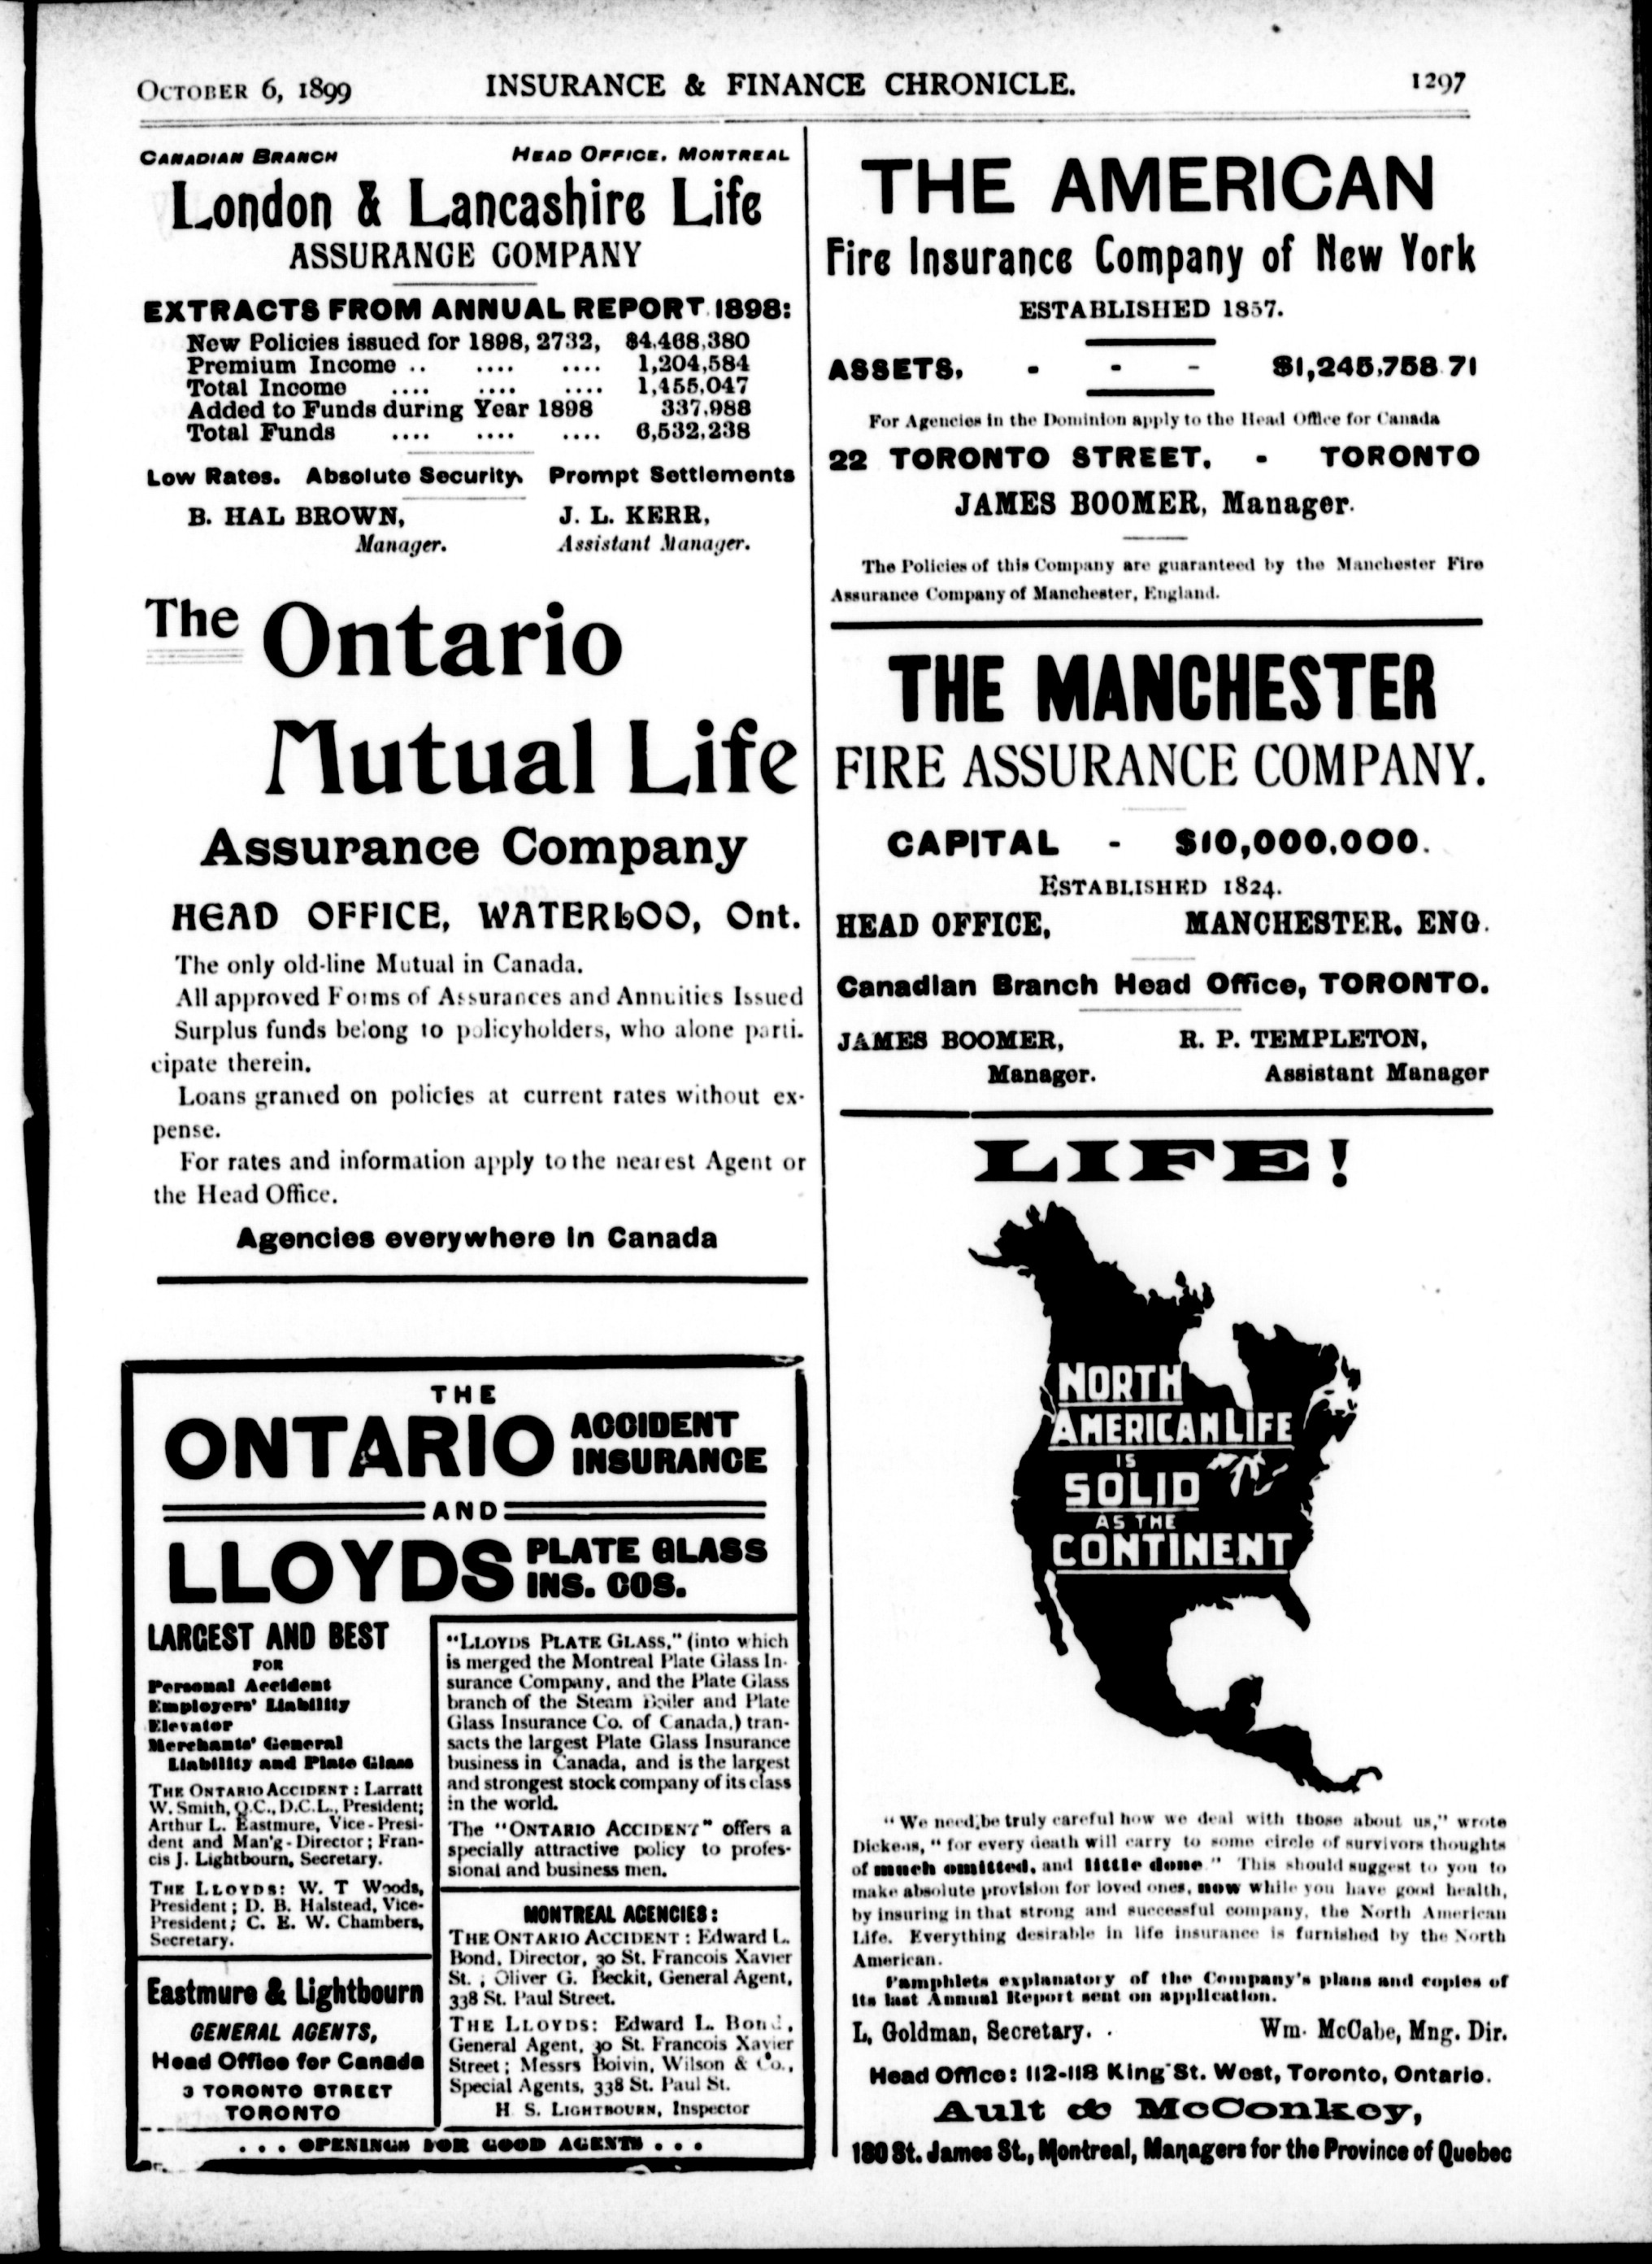 OCTOBER 6, 1899 INSURANCE & FINANCE CHRONICLE. 1297
CANADIAN BRANCH HEAD OFFICE, MONTREAL
London & Lancashire Life
ASSURANCE COMPANY
EXTRACTS FROM ANNUAL REPORT 1898:
New Policies issued for 1898, 2732, $4,468,380
Premium Income .. .... .... 1,204,584
Total Income .... .... .... 1,455,047
Added to Funds during Year 1898 337,988
Total Funds .... .... .... 6,532,238
Low Rates. Absolute Security. Prompt Settlements
B. HAL BROWN, J. L. KERR,
Manager. Assistant Manager.
The Ontario
Mutual Life
Assurance Company
HEAD OFFICE, WATERLOO, Ont.
The only old-line Mutual in Canada.
All approved Forms of Assurances and Annuities Issued
Surplus funds belong to policyholders, who alone parti-
cipate therein.
Loans granted on policies at current rates without ex-
pense.
For rates and information apply to the nearest Agent or
the Head Office.
Agencies everywhere in Canada
THE
ONTARIO ACCIDENT
INSURANCE
AND
LLOYDS PLATE GLASS
INS. COS.
LARGEST AND BEST
FOR
Personal Accident
Employers' Liability
Elevator
Merchants' General
Liability and Plate Glass
THE ONTARIO ACCIDENT : Larratt
W. Smith, Q.C., D.C.L., President;
Arthur L. Eastmure, Vice-Presi-
dent and Man'g-Director; Fran-
cis J. Lightbourn, Secretary.
THE LLOYDS: W. T Woods,
President; D. B. Halstead, Vice-
President; C. E. W. Chambers,
Secretary.
Eastmure & Lightbourn
GENERAL AGENTS,
Head Office for Canada
3 TORONTO STREET
TORONTO
"LLOYDS PLATE GLASS," (into which
is merged the Montreal Plate Glass In-
surance Company, and the Plate Glass
branch of the Steam Boiler and Plate
Glass Insurance Co. of Canada,) tran-
sacts the largest Plate Glass Insurance
business in Canada, and is the largest
and strongest stock company of its class
in the world.
The "ONTARIO ACCIDENT" offers a
specially attractive policy to profes-
sional and business men.
MONTREAL AGENCIES:
THE ONTARIO ACCIDENT : Edward L.
Bond, Director, 30 St. Francois Xavier
St. , Oliver G. Beckit, General Agent,
338 St. Paul Street.
THE LLOYDS: Edward L. Bond,
General Agent, 30 St. Francois Xavier
Street; Messrs Boivin, Wilson & Co.,
Special Agents, 338 St. Paul St.
H S. LIGHTBOURN, Inspector
. . . OPENINGS FOR GOOD AGENTS . . .
THE AMERICAN
Fire Insurance Company of New York
ESTABLISHED 1857.
ASSETS, - - - $1,245,758.71
For Agencies in the Dominion apply to the Head Office for Canada
22 TORONTO STREET, - TORONTO
JAMES BOOMER, Manager.
The Policies of this Company are guaranteed by the Manchester Fire
Assurance Company of Manchester, England.
THE MANCHESTER
FIRE ASSURANCE COMPANY.
CAPITAL - $10,000,000.
ESTABLISHED 1824.
HEAD OFFICE, MANCHESTER, ENG.
Canadian Branch Head Office, TORONTO.
JAMES BOOMER, R. P. TEMPLETON,
Manager. Assistant Manager
LIFE!
NORTH
AMERICAN LIFE
IS
SOLID
AS THE
CONTINENT
"We need,be truly careful how we deal with those about us," wrote
Dickens, "for every death will carry to some circle of survivors thoughts
of much omitted, and little done" This should suggest to you to
make absolute provision for loved ones, now while you have good health,
by insuring in that strong and successful company, the North American
Life. Everything desirable in life insurance is furnished by the North
American.
Pamphlets explanatory of the Company's plans and copies of
its last Annual Report sent on application.
L, Goldman, Secretary. Wm. McCabe, Mng. Dir.
Head Office: 112-118 King St. West, Toronto, Ontario.
Ault & McConkey,
180 St. James St., Montreal, Managers for the Province of Quebec